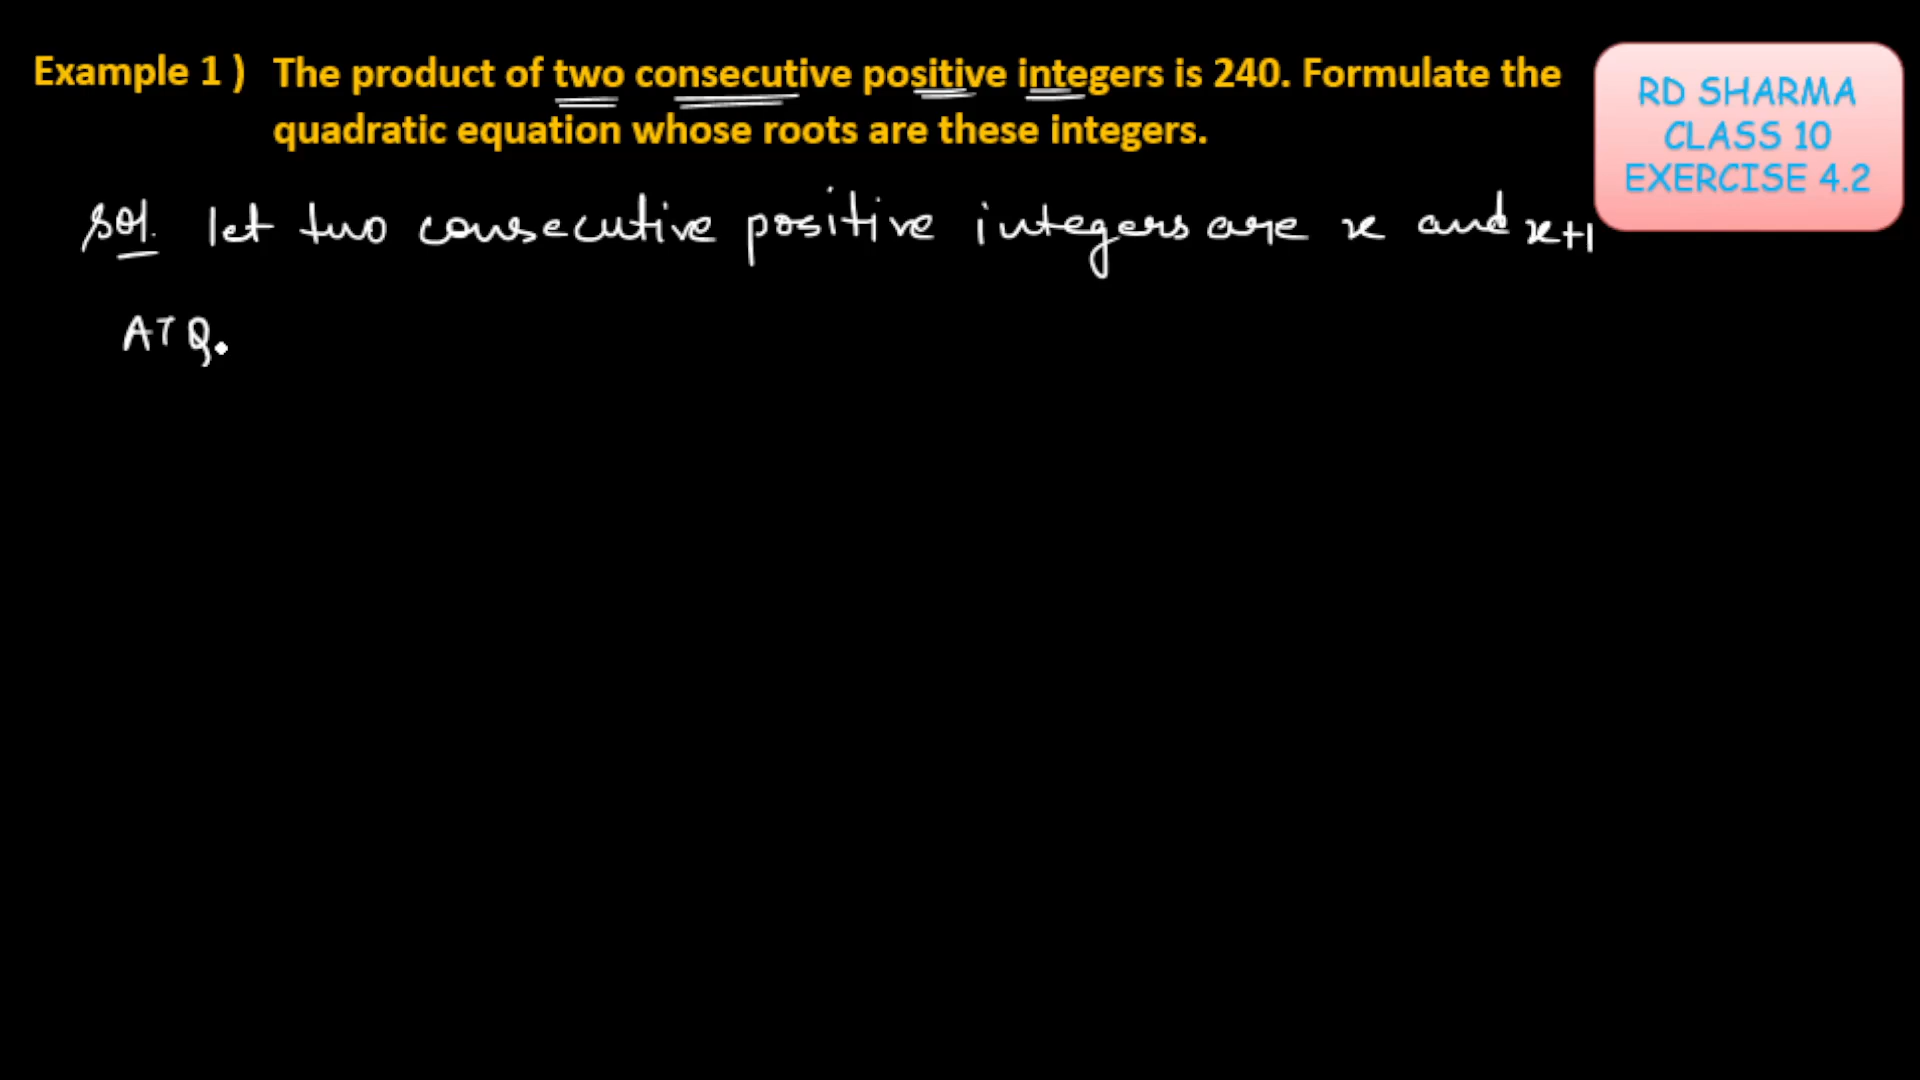 Example 1 ) The product of two consecutive positive integers is 240. Formulate the
quadratic equation whose roots are these integers.
RD SHARMA
CLASS 10
EXERCISE 4.2
Sol. let two consecutive positive integers are x and x+1
ATQ.